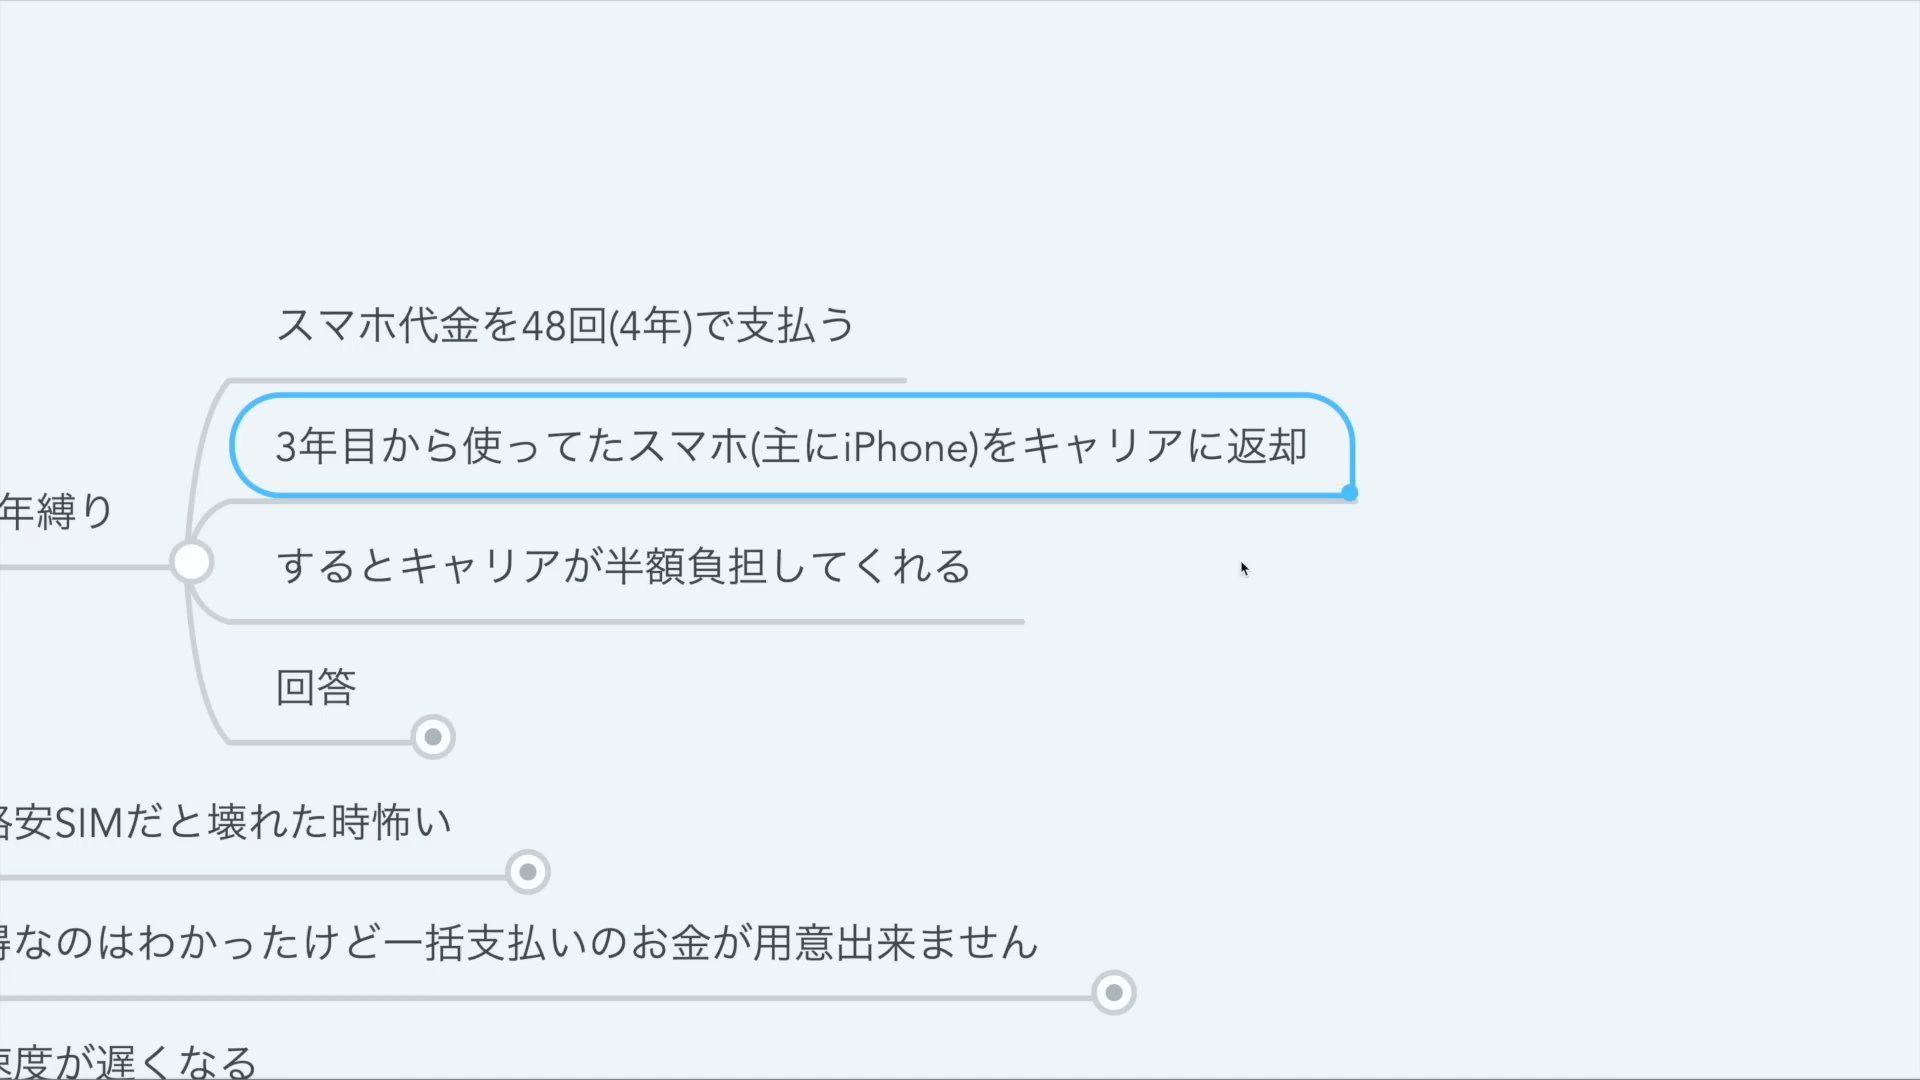 スマホ代金を48回(4年)で支払う
3年目から使ってたスマホ(主にiPhone)をキャリアに返却
年縛り
するとキャリアが半額負担してくれる
回答
格安SIMだと壊れた時怖い
得なのはわかったけど一括支払いのお金が用意出来ません
速度が遅くなる